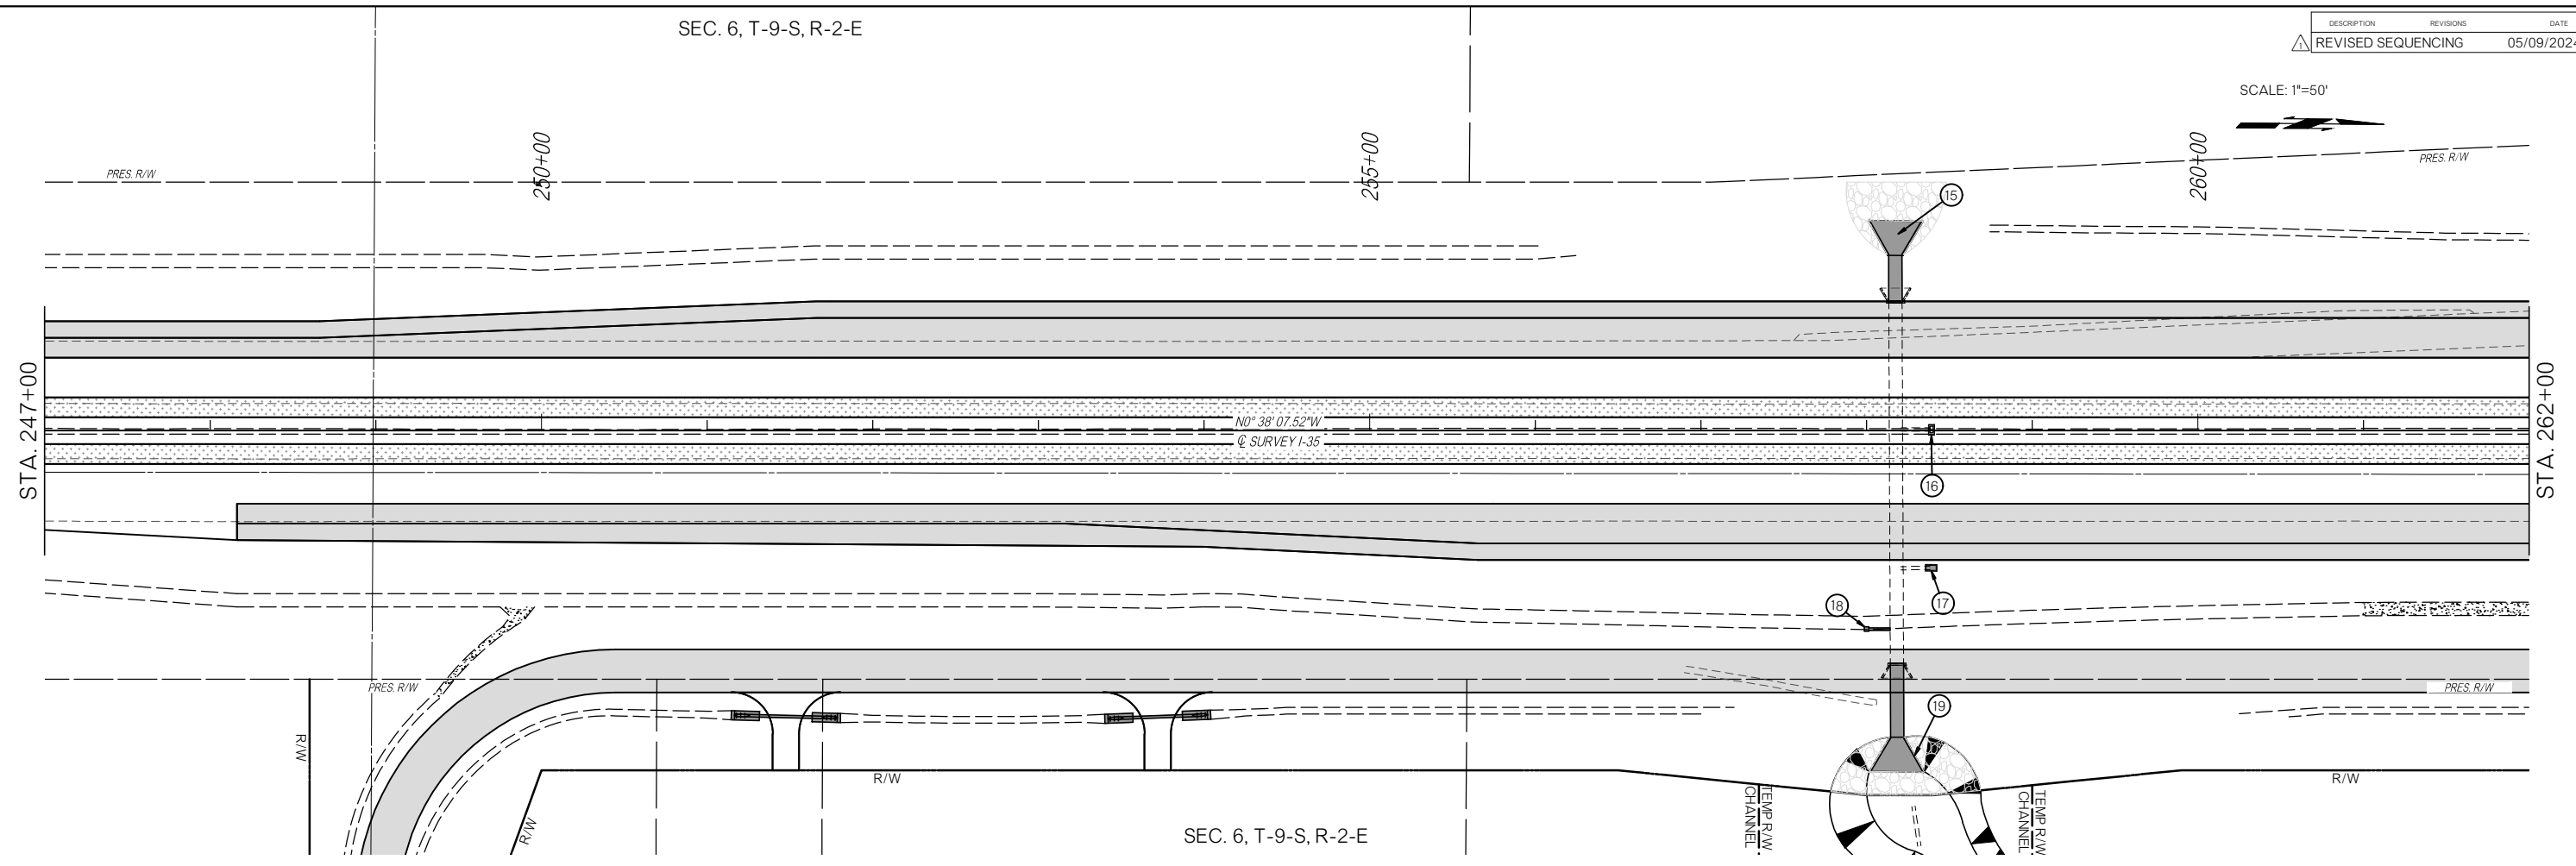 SEC. 6, T-9-S, R-2-E
DESCRIPTION REVISIONS DATE
1 REVISED SEQUENCING 05/09/2024
SCALE: 1"=50'
250+00
255+00
260+00
PRES. R/W
PRES. R/W
15
STA. 247+00
STA. 262+00
N0° 38' 07.52"W
℄ SURVEY I-35
16
17
18
PRES. R/W
PRES. R/W
19
R/W
R/W
R/W
R/W
TEMP R/W
CHANNEL
TEMP R/W
CHANNEL
SEC. 6, T-9-S, R-2-E